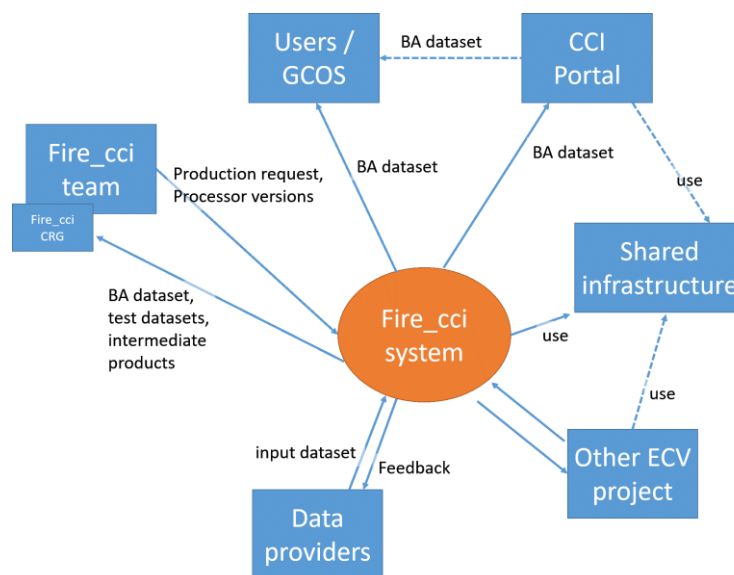 Users /
GCOS
BA dataset
CCI
Portal
Fire_cci
team
Fire_cci
CRG
Production request,
Processor versions
BA dataset
BA dataset
use
Shared
infrastructure
BA dataset,
test datasets,
intermediate
products
Fire_cci
system
use
use
input dataset
Feedback
Other ECV
project
Data
providers